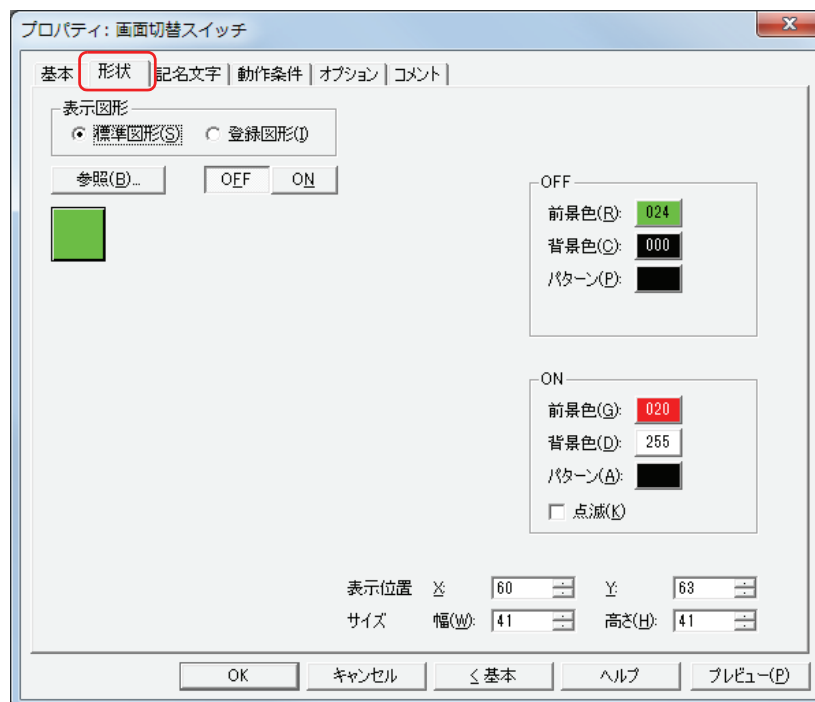 プロパティ: 画面切替スイッチ
X
基本 形状 記名文字 動作条件 オプション コメント
表示図形
標準図形(S) 登録図形(I)
参照(B)... OFF ON
OFF
前景色(R): 024
背景色(C): 000
パターン(P):
ON
前景色(G): 020
背景色(D): 255
パターン(A):
点滅(K)
表示位置 X: 60 Y: 63
サイズ 幅(W): 41 高さ(H): 41
OK キャンセル < 基本 ヘルプ プレビュー(P)